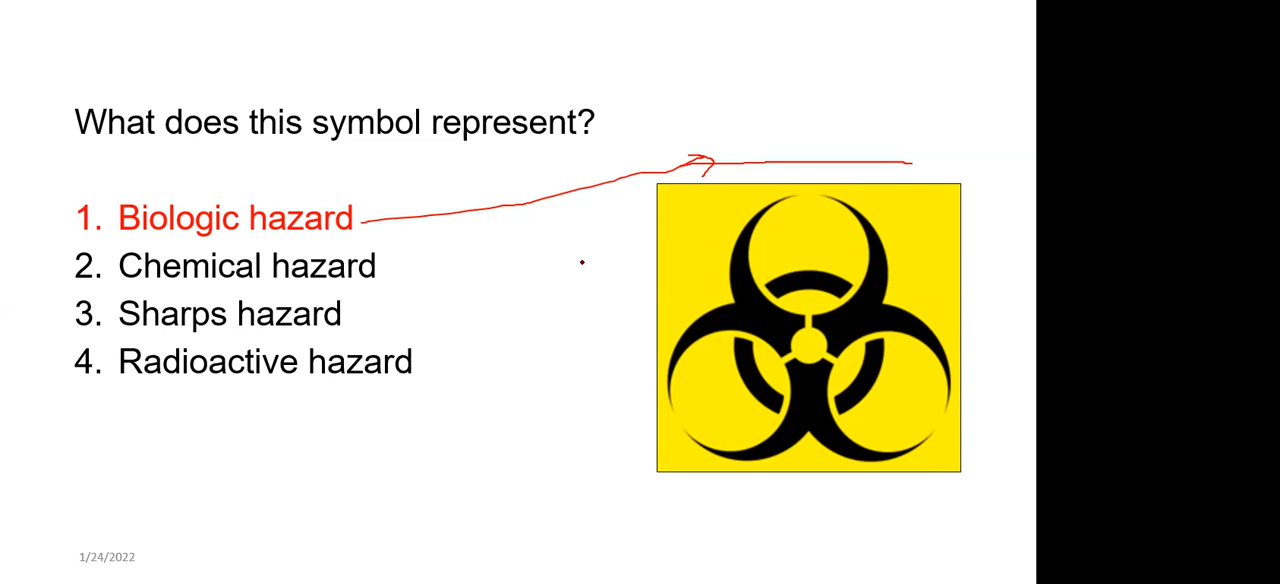 What does this symbol represent?
1. Biologic hazard
2. Chemical hazard
3. Sharps hazard
4. Radioactive hazard
1/24/2022